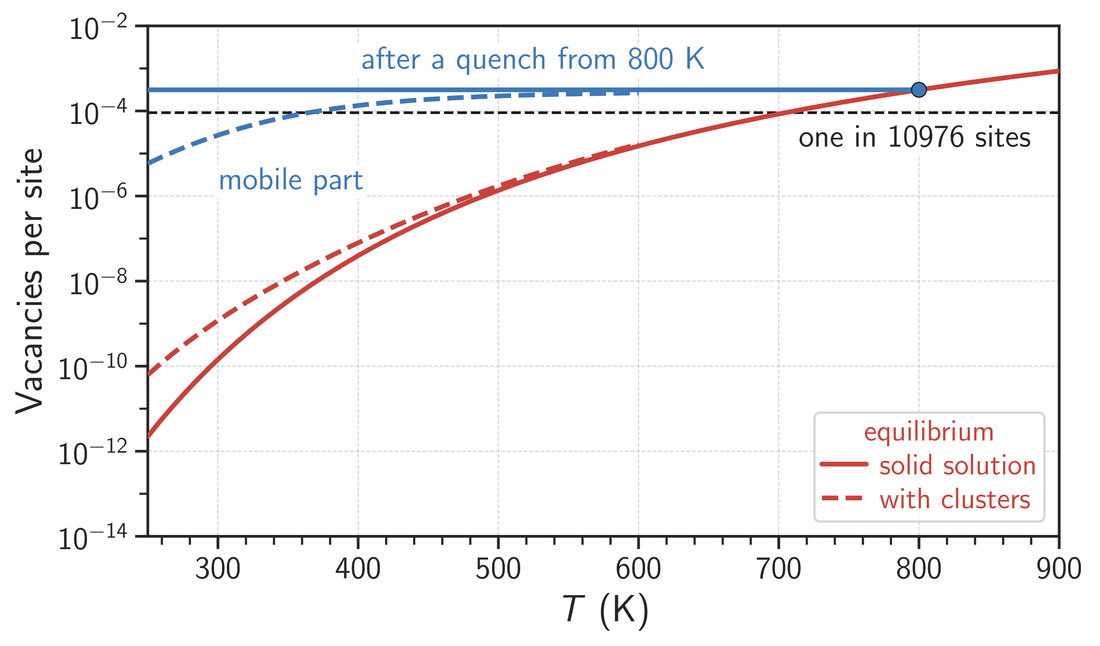 10⁻²
10⁻⁴
10⁻⁶
10⁻⁸
10⁻¹⁰
10⁻¹²
10⁻¹⁴
Vacancies per site
after a quench from 800 K
one in 10976 sites
mobile part
equilibrium
solid solution
with clusters
300 400 500 600 700 800 900
T (K)